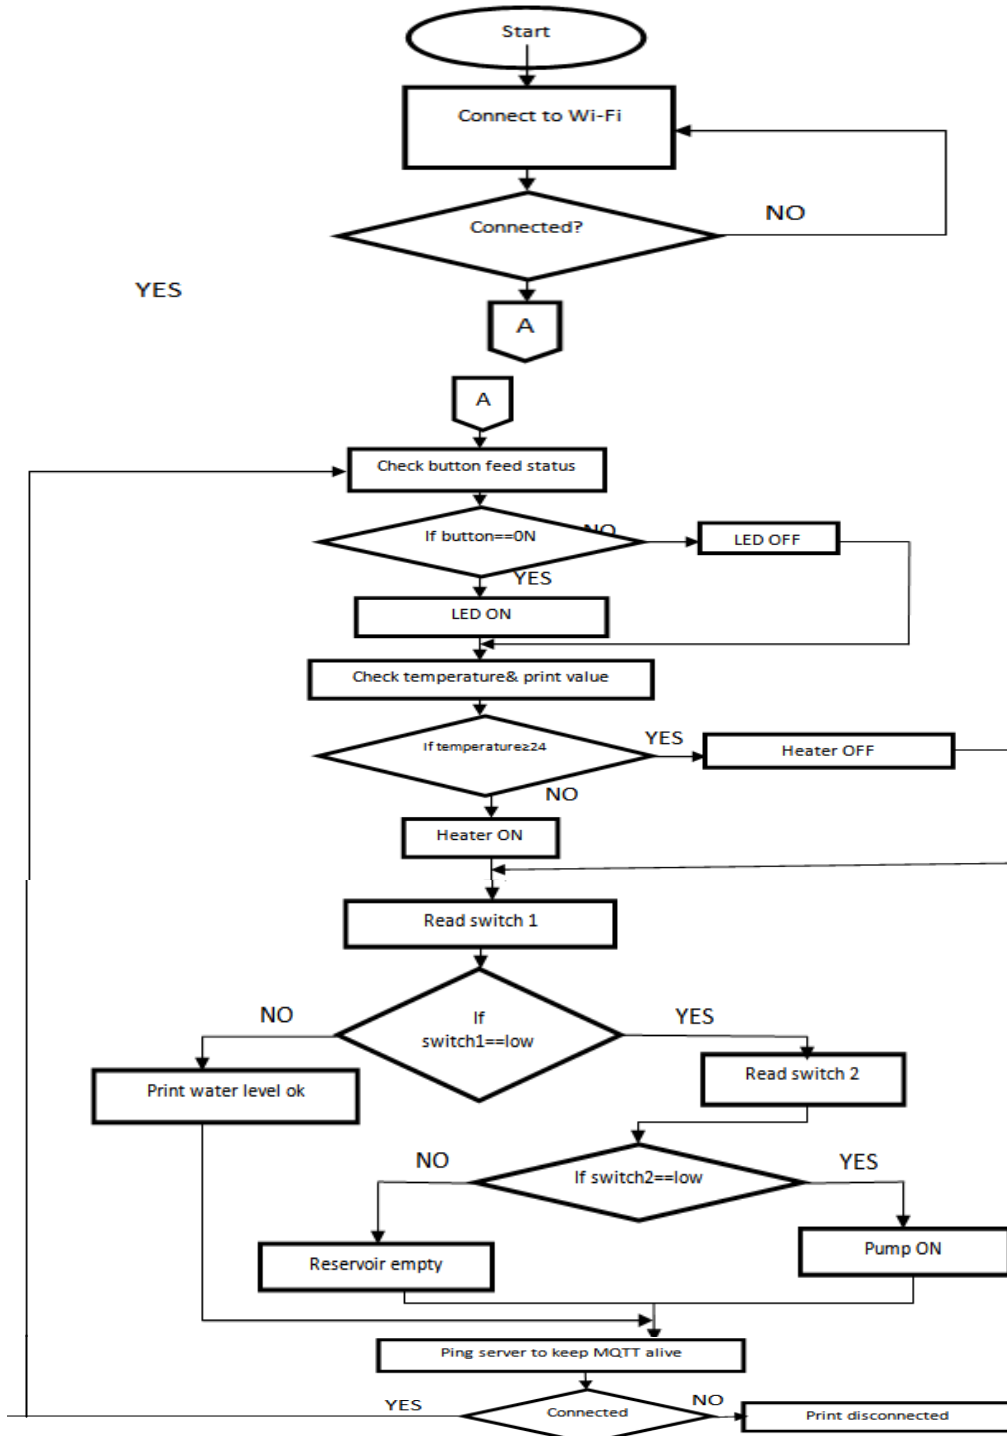 Start
Connect to Wi-Fi
Connected?
NO
YES
A
A
Check button feed status
If button==0N
NO
LED OFF
YES
LED ON
Check temperature& print value
If temperature≥24
YES
Heater OFF
NO
Heater ON
Read switch 1
NO
If
switch1==low
YES
Print water level ok
Read switch 2
NO
If switch2==low
YES
Reservoir empty
Pump ON
Ping server to keep MQTT alive
YES
Connected
NO
Print disconnected